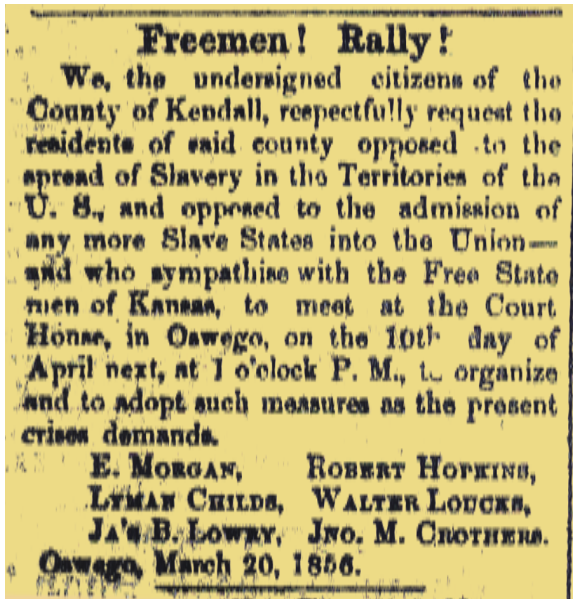 Freemen! Rally!
We, the undersigned citizens of the
County of Kendall, respectfully request the
residents of said county opposed to the
spread of Slavery in the Territories of the
U. S., and opposed to the admission of
any more Slave States into the Union—
and who sympathise with the Free State
men of Kansas, to meet at the Court
House, in Oswego, on the 10th day of
April next, at 1 o'clock P. M., to organize
and to adopt such measures as the present
crises demands.
E. MORGAN, ROBERT HOPKINS,
LYMAN CHILDS, WALTER LOUCKS,
JA'S B. LOWRY, JNO. M. CROTHERS.
Oswego, March 20, 1856.